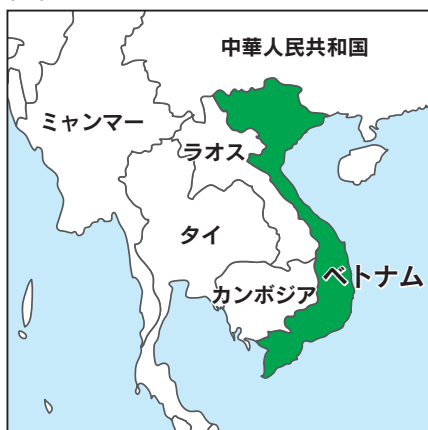 中華人民共和国
ミャンマー
ラオス
タイ
ベトナム
カンボジア